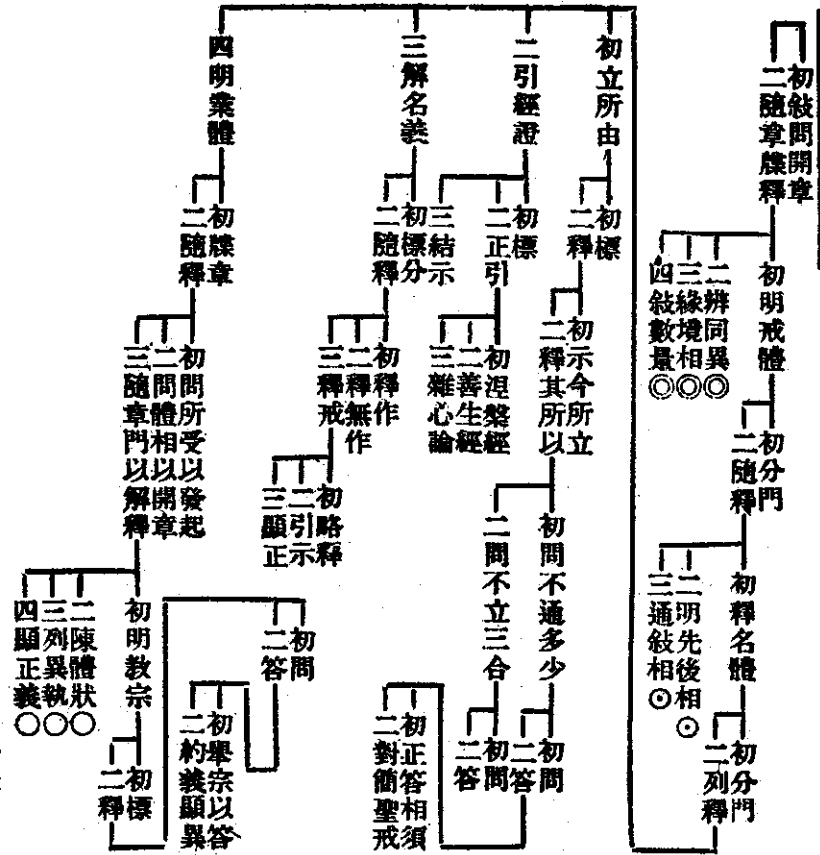 初敍問開章
二隨章牒釋
初明戒體
二辨同異◎
三緣境相◎
四敍數量◎
初分門
二隨釋
初釋名體
二明先後相⊙
三通敍相⊙
初分門
二列釋
初立所由
二引經證
三解名義
四明業體
初標
二釋
初示今所立
二釋其所以
初問不通多少
二問不立三合
初問
二答
初正答相須
二對簡聖戒
初問
二答
初標
二正引
三結示
初涅槃經
二善生經
三雜心論
初標分
二隨釋
初釋作
二釋無作
三釋戒
初略釋
二引示
三顯正
初牒章
二隨釋
初問所受以發起
二問體相以開章
三隨章門以解釋
初明教宗
二陳體狀○
三列異執○
四顯正義○
初標
二釋
初問
二答
初舉宗以答
二約義顯異